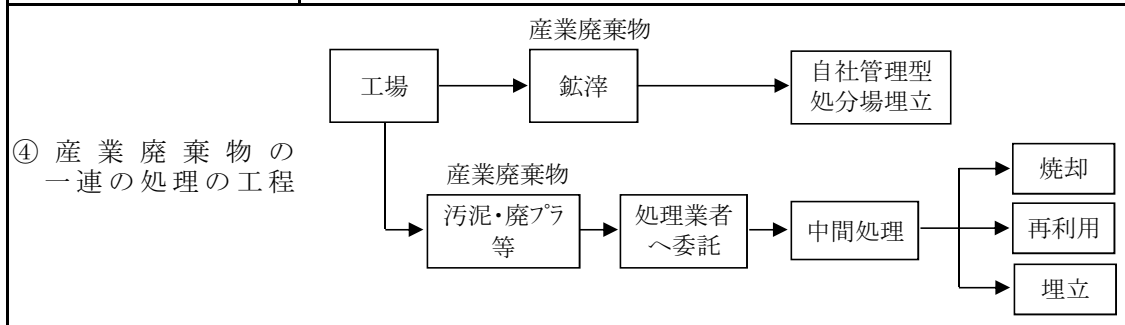 ④産業廃棄物の
一連の処理の工程
工場
産業廃棄物
鉱滓
自社管理型
処分場埋立
産業廃棄物
汚泥・廃プラ
等
処理業者
へ委託
中間処理
焼却
再利用
埋立